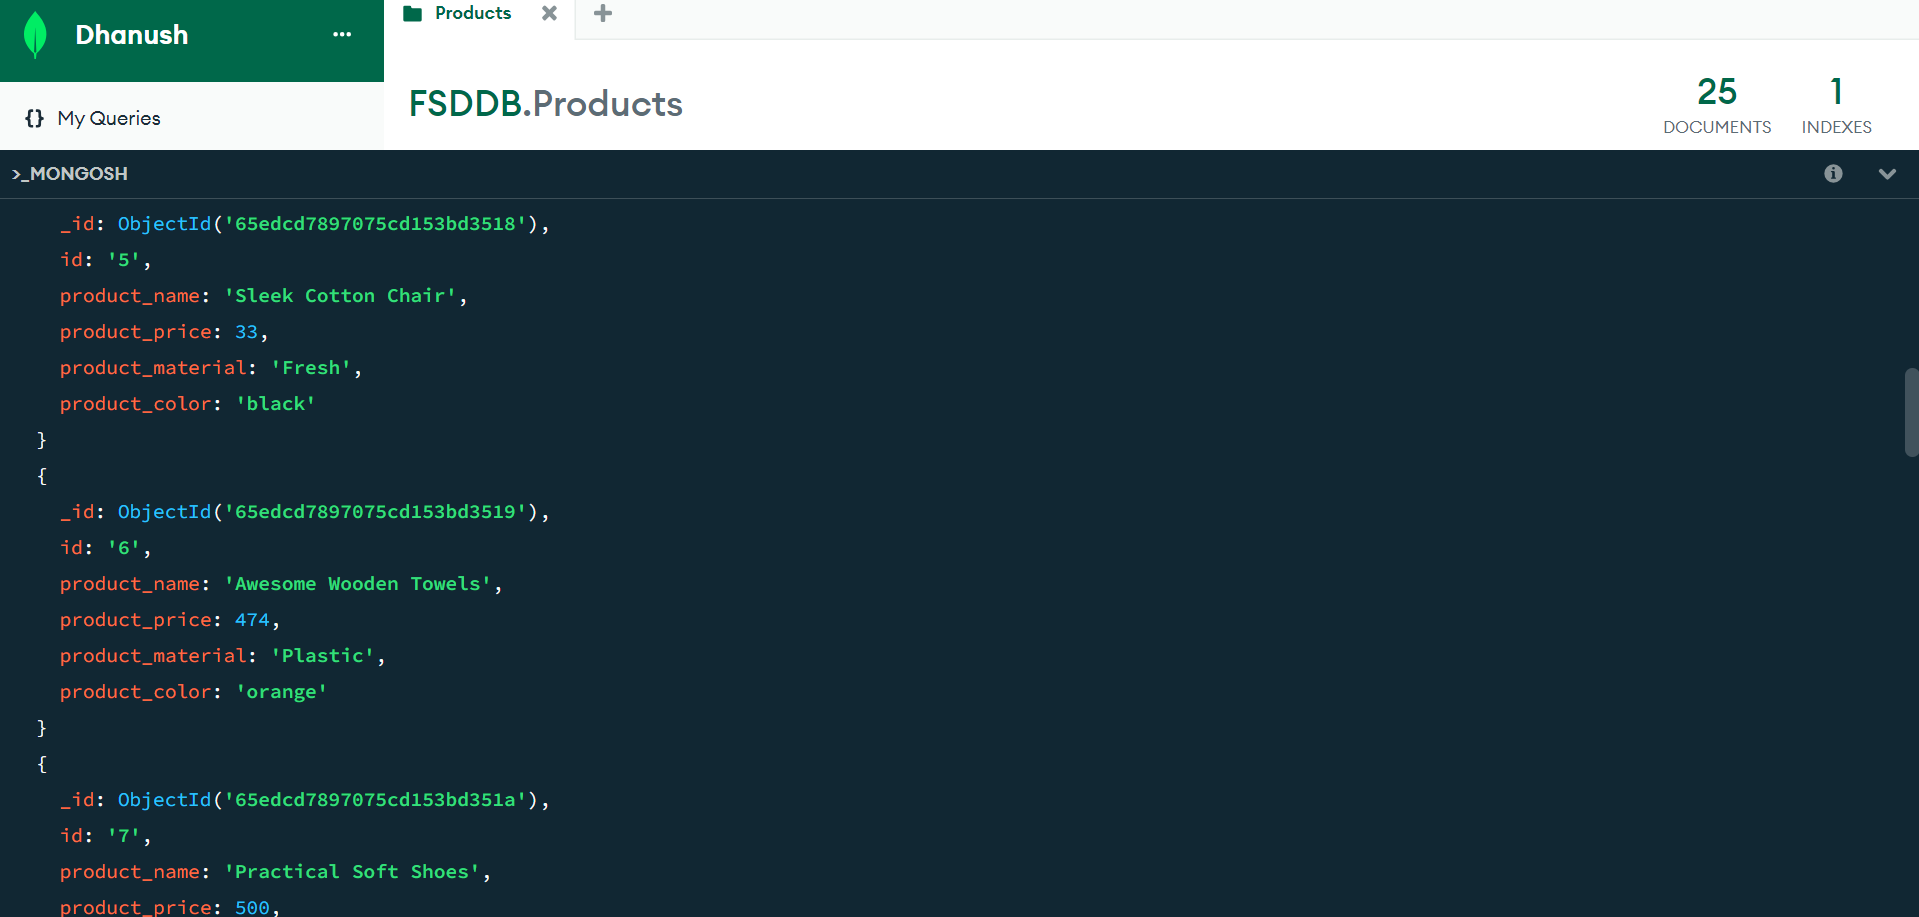 Dhanush ...
Products
{} My Queries
FSDDB.Products
25
DOCUMENTS
1
INDEXES
>_MONGOSH
_id: ObjectId('65edcd7897075cd153bd3518'),
id: '5',
product_name: 'Sleek Cotton Chair',
product_price: 33,
product_material: 'Fresh',
product_color: 'black'
}
{
_id: ObjectId('65edcd7897075cd153bd3519'),
id: '6',
product_name: 'Awesome Wooden Towels',
product_price: 474,
product_material: 'Plastic',
product_color: 'orange'
}
{
_id: ObjectId('65edcd7897075cd153bd351a'),
id: '7',
product_name: 'Practical Soft Shoes',
product_price: 500,